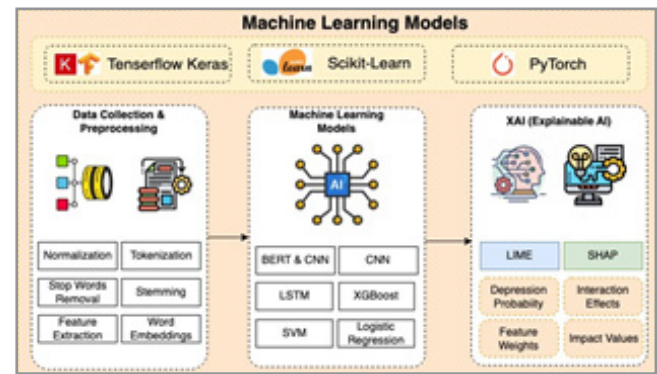 Machine Learning Models
Tenserflow Keras
learn
Scikit-Learn
PyTorch
Data Collection &
Preprocessing
Normalization
Tokenization
Stop Words
Removal
Stemming
Feature
Extraction
Word
Embeddings
Machine Learning
Models
AI
BERT & CNN
CNN
LSTM
XGBoost
SVM
Logistic
Regression
XAI (Explainable AI)
LIME
SHAP
Depression
Probability
Interaction
Effects
Feature
Weights
Impact Values